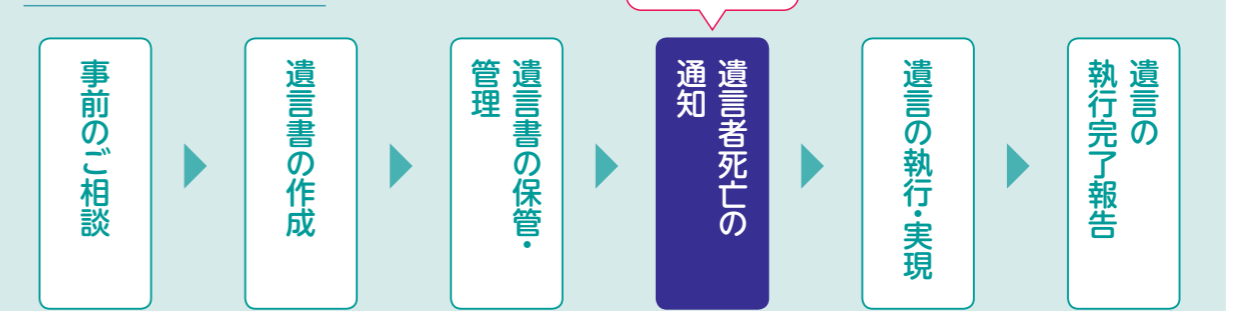 事前のご相談
遺言書の作成
遺言書の保管・
管理
遺言者死亡の
通知
遺言の執行・実現
遺言の
執行完了報告